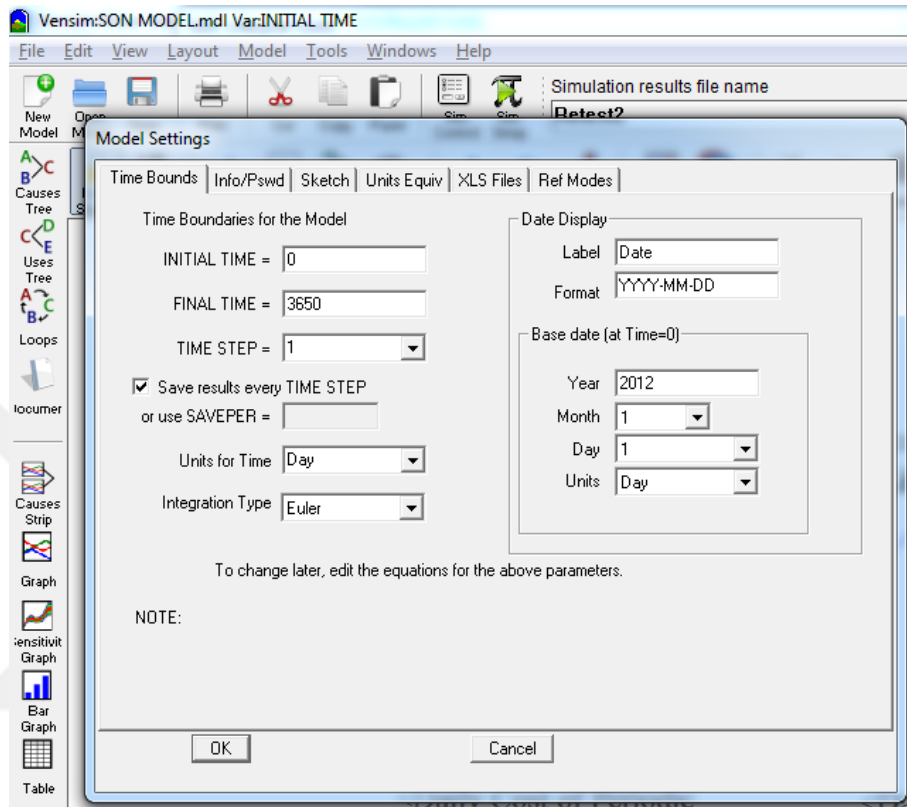 Vensim:SON MODEL.mdl Var:INITIAL TIME
File Edit View Layout Model Tools Windows Help
New Model
Open
Simulation results file name
Retest2
Causes Tree
Uses Tree
Loops
Causes Strip
Graph
Graph
Bar Graph
Table
Model Settings
Time Bounds Info/Pswd Sketch Units Equiv XLS Files Ref Modes
Time Boundaries for the Model
INITIAL TIME = 0
FINAL TIME = 3650
TIME STEP = 1
Save results every TIME STEP
or use SAVEPER =
Units for Time Day
Integration Type Euler
Date Display
Label Date
Format YYYY-MM-DD
Base date (at Time=0)
Year 2012
Month 1
Day 1
Units Day
To change later, edit the equations for the above parameters.
NOTE:
OK Cancel